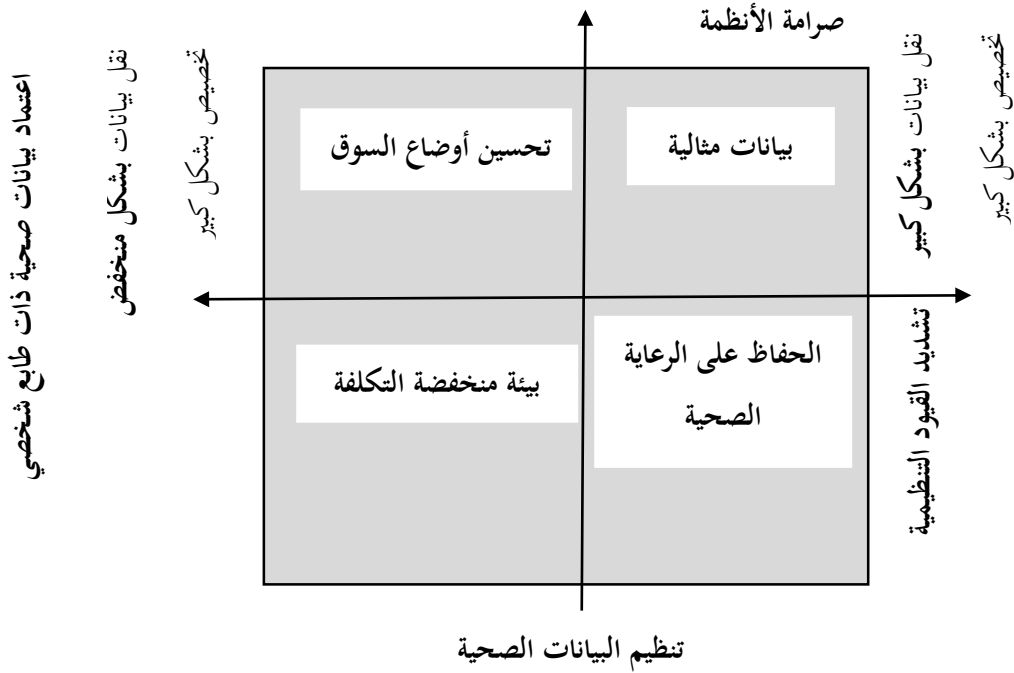 صرامة الأنظمة
نقل بيانات بشكل كبير
تخصيص بشكل كبير
اعتماد بيانات صحية ذات طابع شخصي
نقل بيانات بشكل منخفض
تخصيص بشكل كبير
بيانات مثالية
تحسين أوضاع السوق
الحفاظ على الرعاية
الصحية
بيئة منخفضة التكلفة
تشديد القيود التنظيمية
تنظيم البيانات الصحية